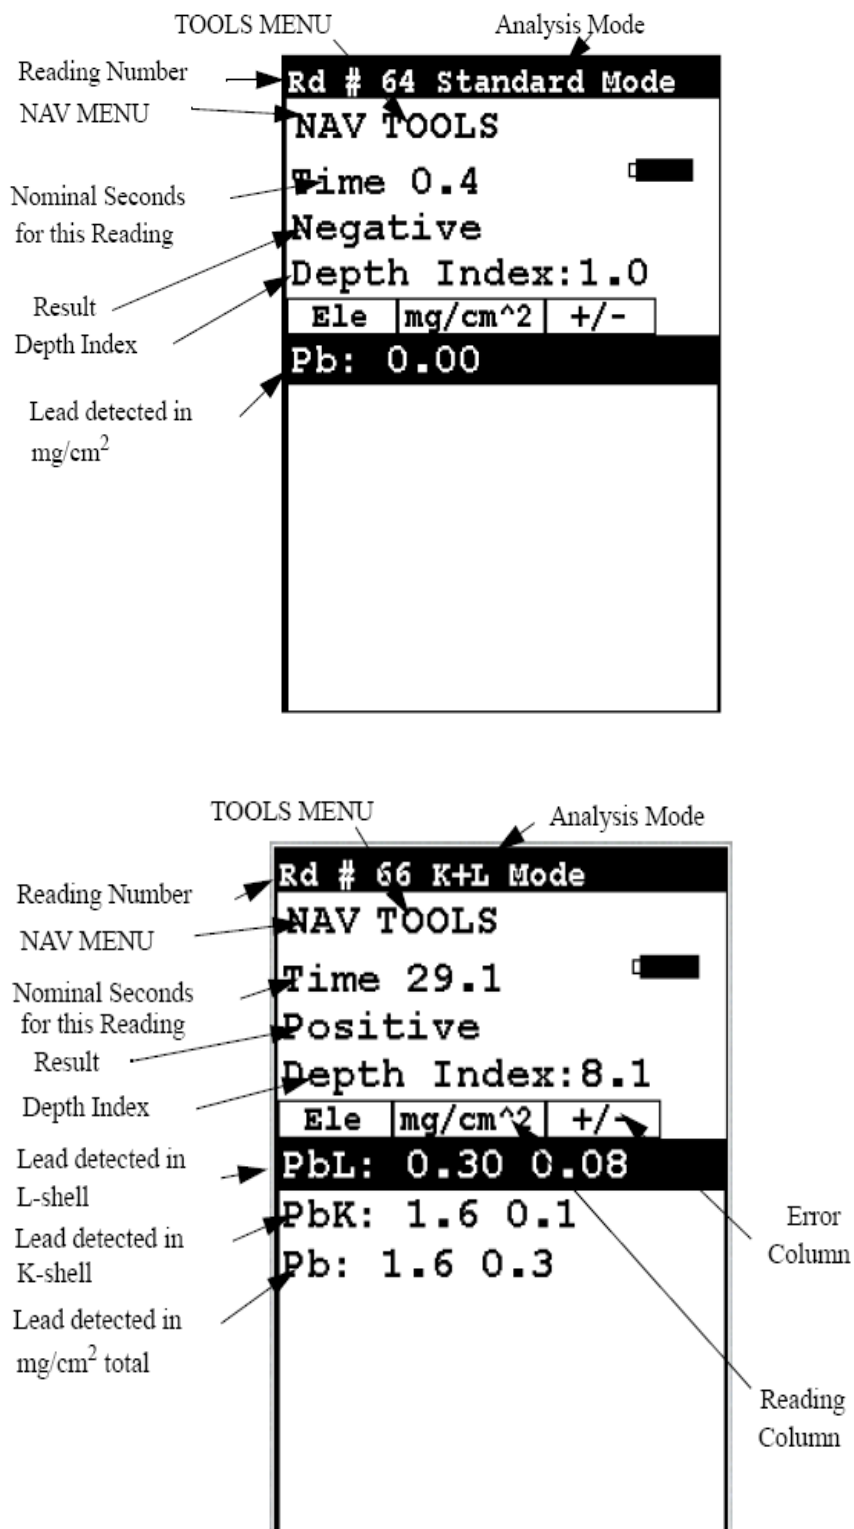 TOOLS MENU
Analysis Mode
Reading Number
Rd # 64 Standard Mode
NAV MENU
NAV TOOLS
Nominal Seconds
for this Reading
Time 0.4
Negative
Result
Depth Index:1.0
Depth Index
Ele mg/cm^2 +/-
Pb: 0.00
Lead detected in
mg/cm2
TOOLS MENU
Analysis Mode
Rd # 66 K+L Mode
Reading Number
NAV MENU
NAV TOOLS
Time 29.1
Nominal Seconds
for this Reading
Positive
Result
Depth Index:8.1
Depth Index
Ele mg/cm^2 +/-
Lead detected in
L-shell
PbL: 0.30 0.08
PbK: 1.6 0.1
Lead detected in
K-shell
Error
Column
Pb: 1.6 0.3
Lead detected in
mg/cm2 total
Reading
Column